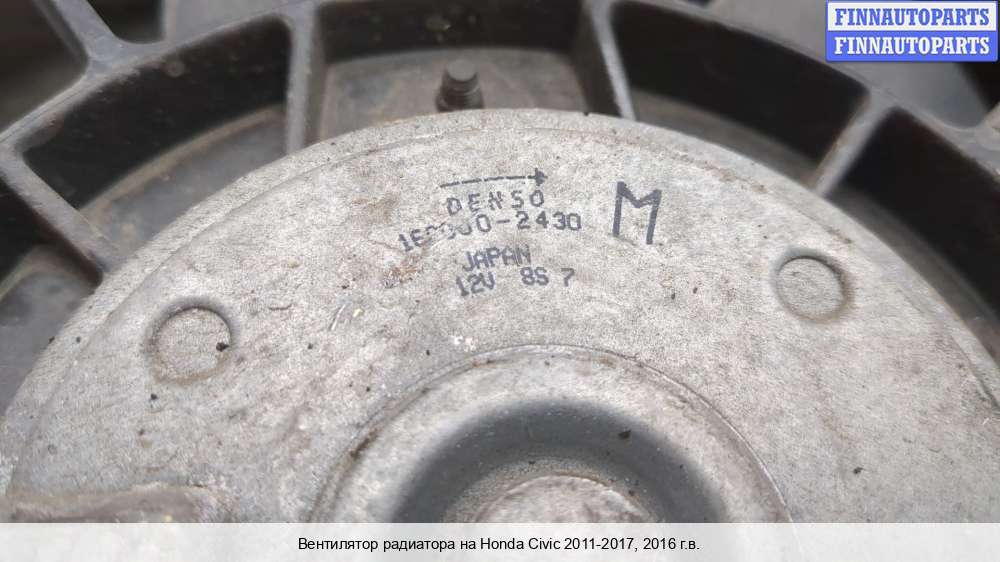 FINNAUTOPARTS
FINNAUTOPARTS
DENSO
M
JAPAN
12V 8S 7
Вентилятор радиатора на Honda Civic 2011-2017, 2016 г.в.